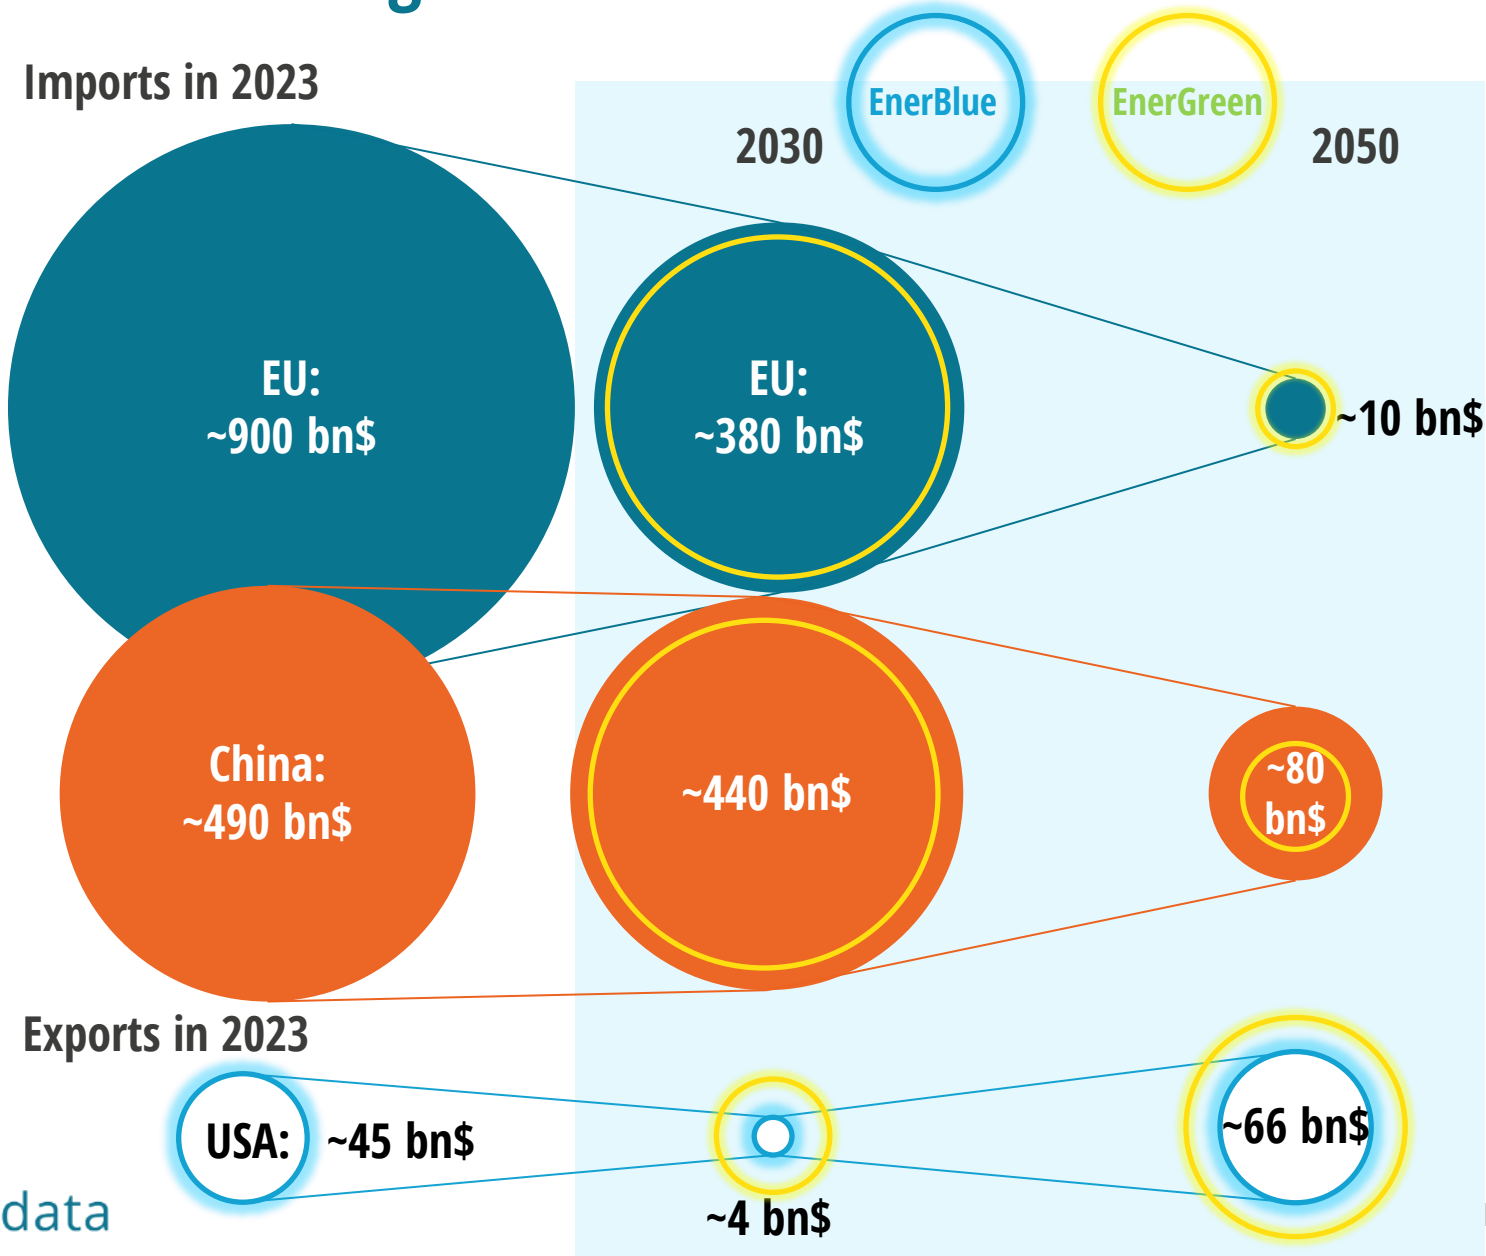 Imports in 2023
EnerBlue
EnerGreen
2030
2050
EU:
~900 bn$
EU:
~380 bn$
~10 bn$
China:
~490 bn$
~440 bn$
~80
bn$
Exports in 2023
USA:
~45 bn$
~4 bn$
~66 bn$
data